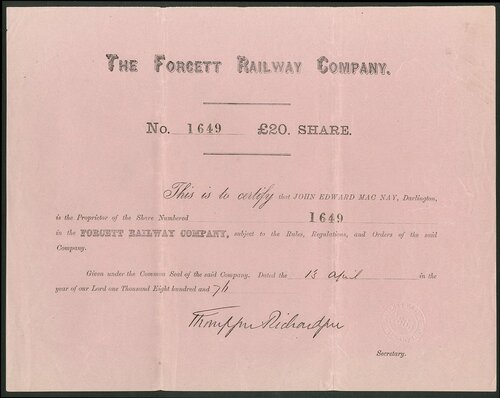 THE FORCETT RAILWAY COMPANY.
No. 1649 £20. SHARE.
This is to certify that JOHN EDWARD MAC NAY, Darlington,
is the Proprietor of the Share Numbered 1649
in the FORCETT RAILWAY COMPANY, subject to the Rules, Regulations, and Orders of the said
Company.
Given under the Common Seal of the said Company. Dated the 13 April in the
year of our Lord one Thousand Eight hundred and 76
Thompson Richardson
Secretary.